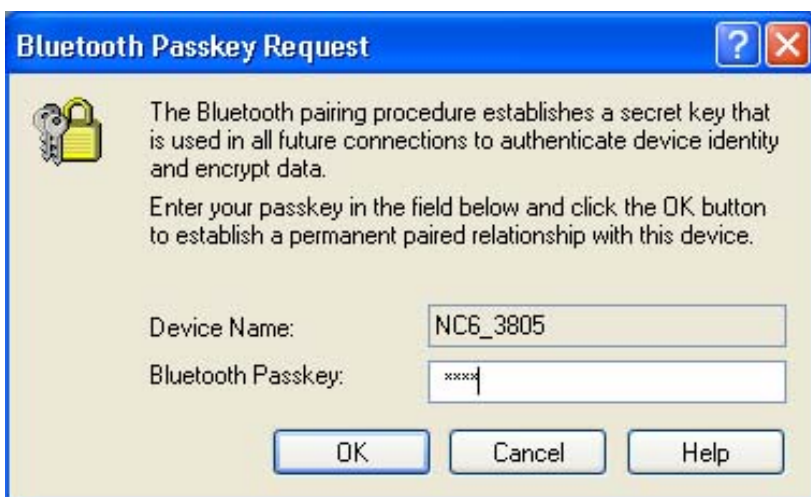 Bluetooth Passkey Request
The Bluetooth pairing procedure establishes a secret key that
is used in all future connections to authenticate device identity
and encrypt data.
Enter your passkey in the field below and click the OK button
to establish a permanent paired relationship with this device.
Device Name: NC6_3805
Bluetooth Passkey: ****
OK Cancel Help